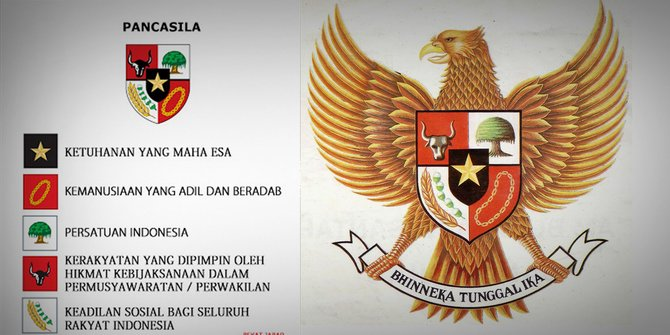 PANCASILA
KETUHANAN YANG MAHA ESA
KEMANUSIAAN YANG ADIL DAN BERADAB
PERSATUAN INDONESIA
KERAKYATAN YANG DIPIMPIN OLEH
HIKMAT KEBIJAKSANAAN DALAM
PERMUSYAWARATAN / PERWAKILAN
KEADILAN SOSIAL BAGI SELURUH
RAKYAT INDONESIA
BHINNEKA TUNGGAL IKA